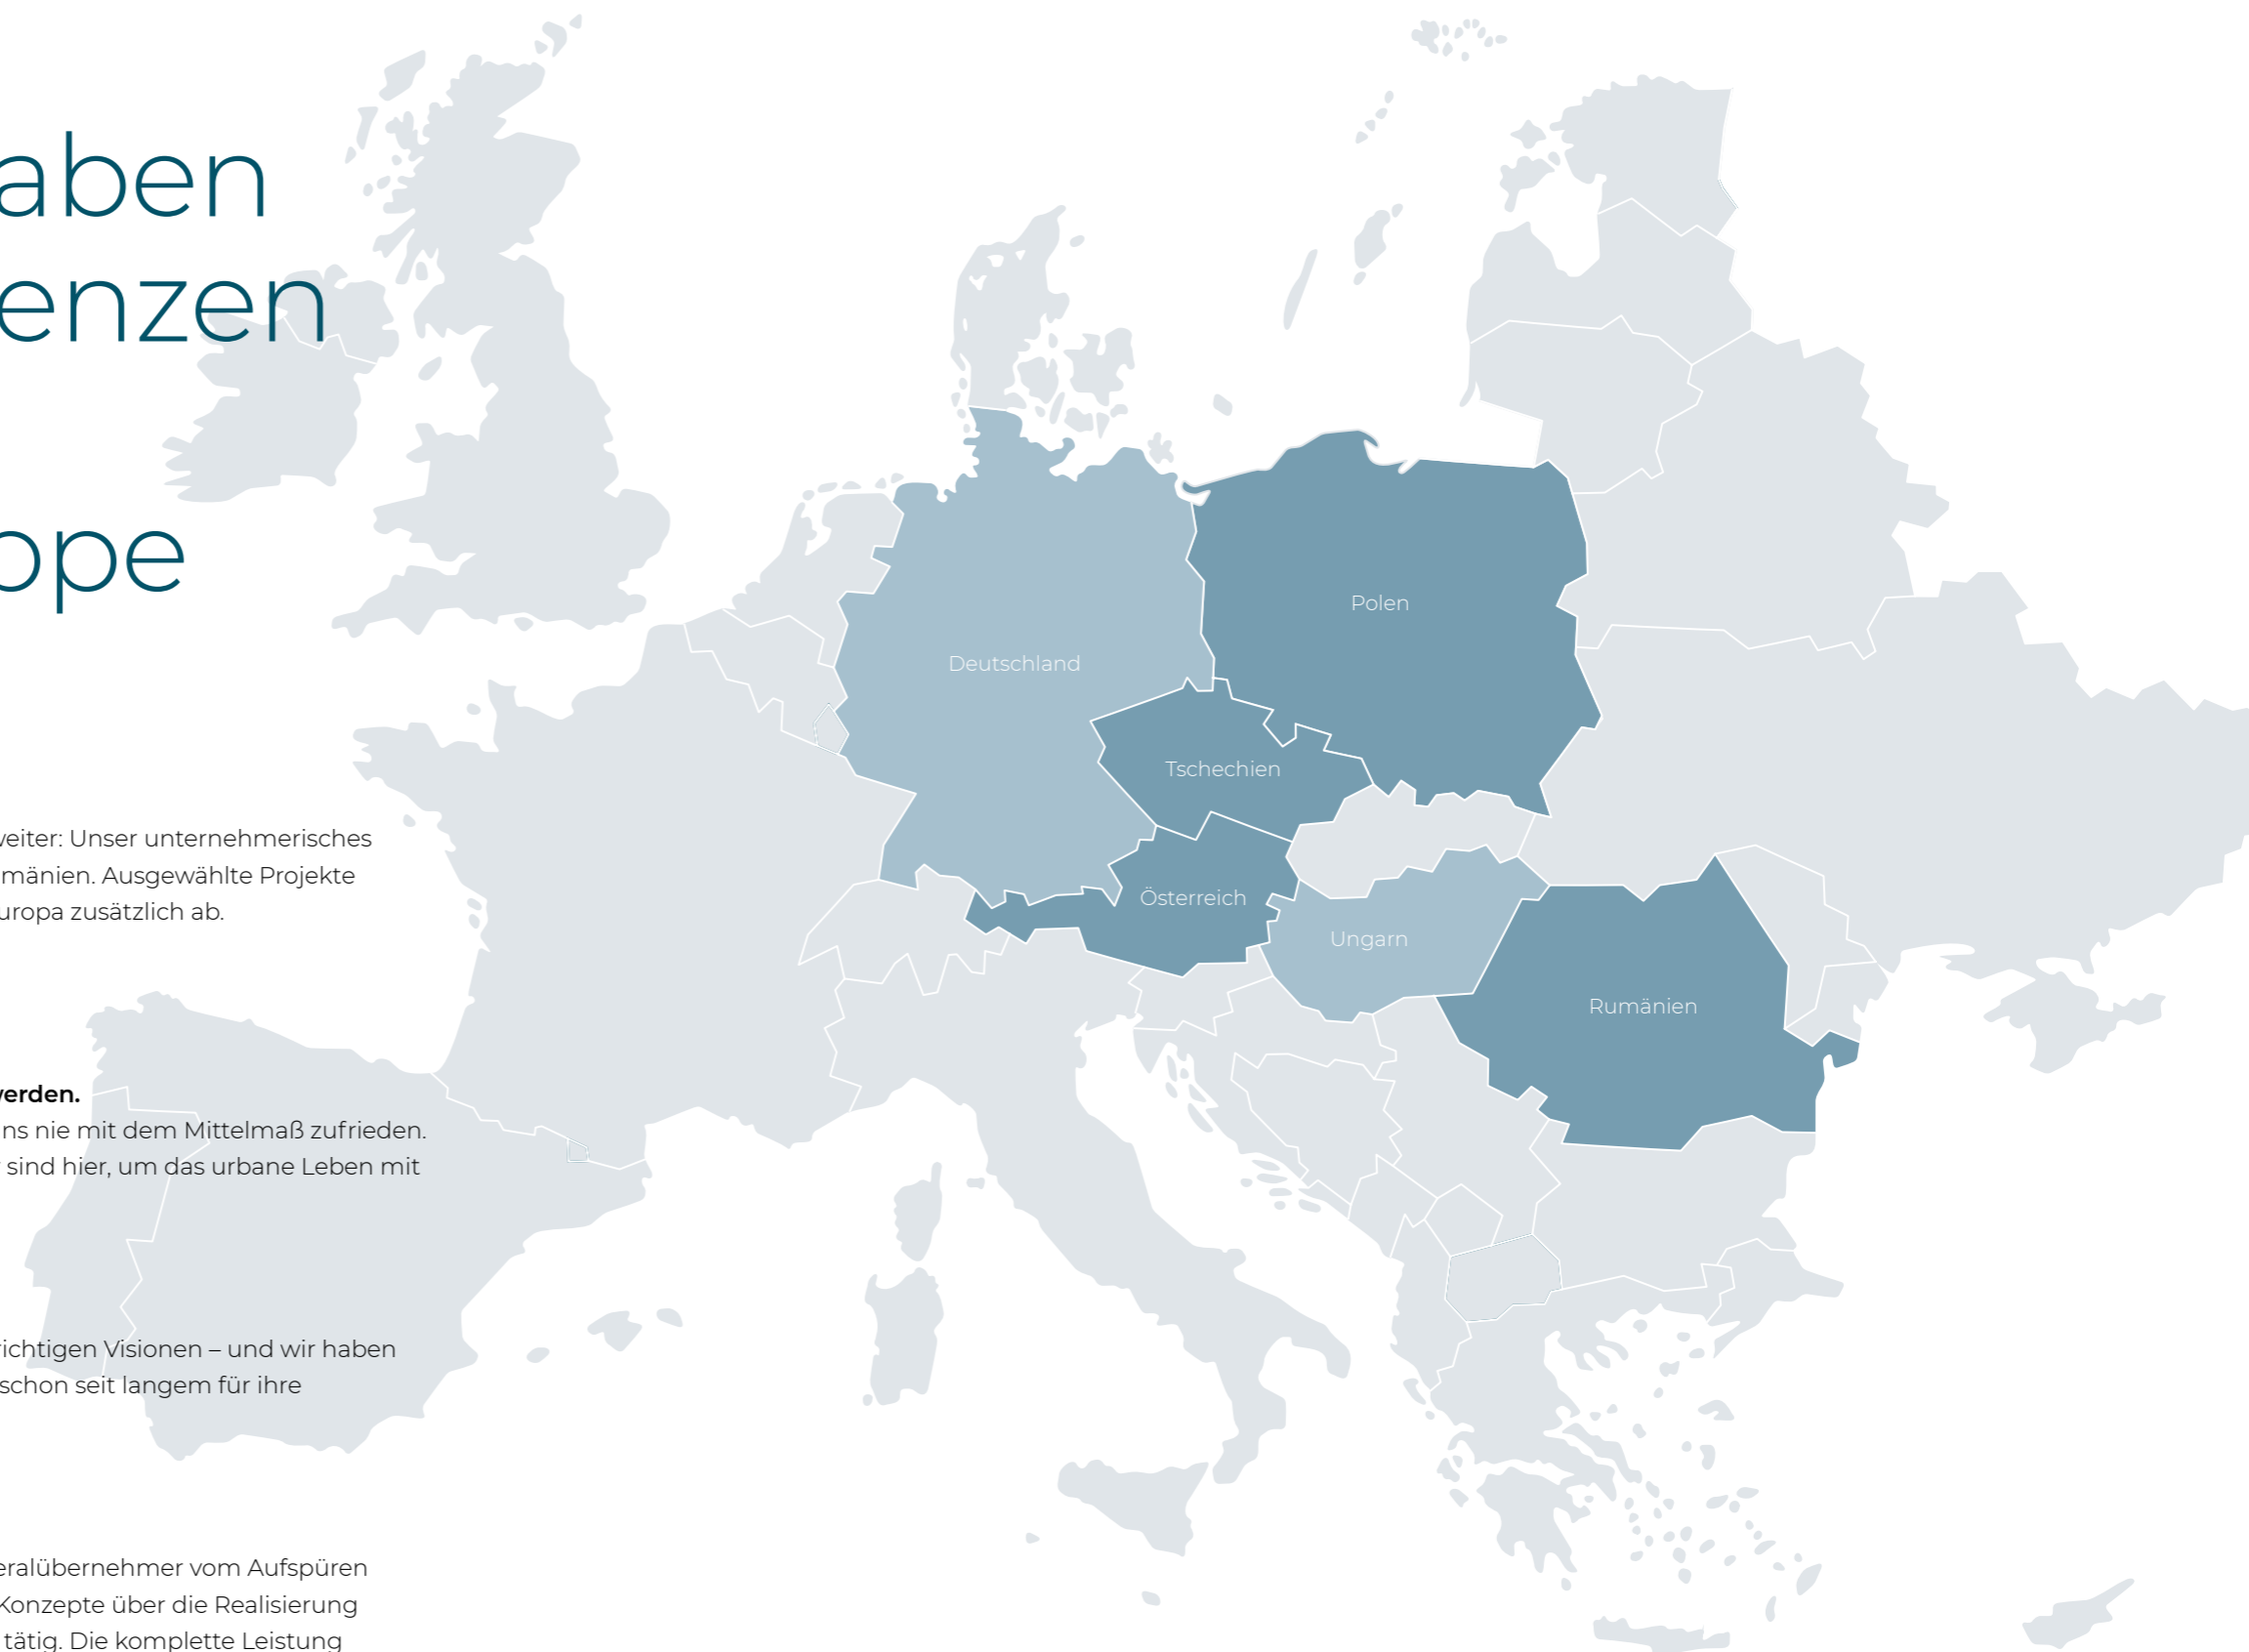 aben
enzen
ope
weiter: Unser unternehmerisches
mänien. Ausgewählte Projekte
uropa zusätzlich ab.
werden.
ns nie mit dem Mittelmaß zufrieden.
sind hier, um das urbane Leben mit
richtigen Visionen – und wir haben
schon seit langem für ihre
eralübernehmer vom Aufspüren
Konzepte über die Realisierung
tätig. Die komplette Leistung
Polen
Deutschland
Tschechien
Österreich
Ungarn
Rumänien